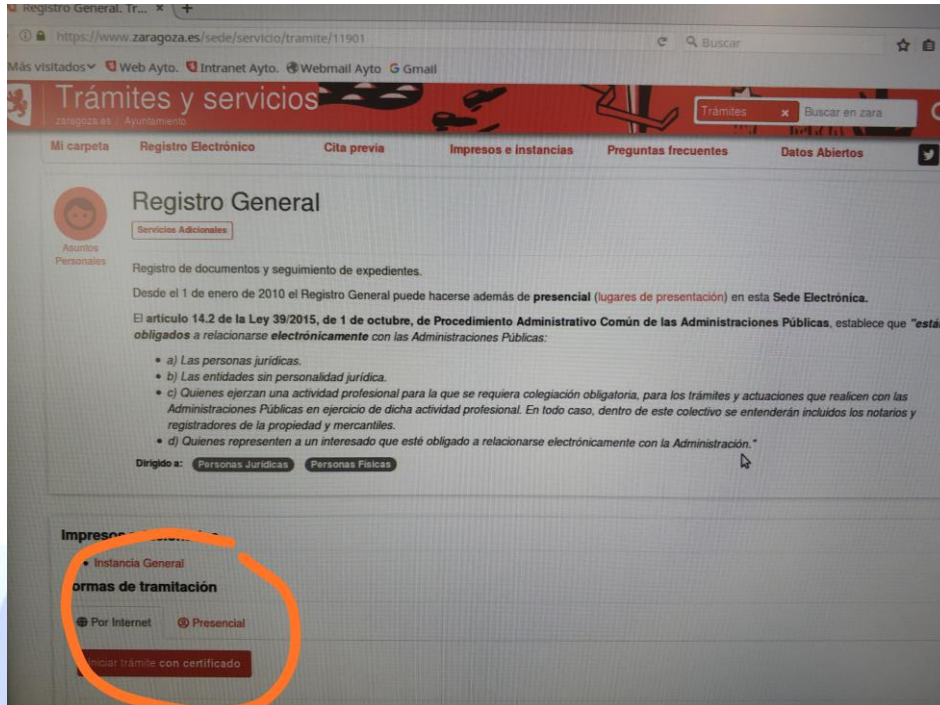 Registro General. Tr... × +
https://www.zaragoza.es/sede/servicio/tramite/11901
Buscar
Más visitados Web Ayto. Intranet Ayto. Webmail Ayto G Gmail
Trámites y servicios
zaragoza.es | Ayuntamiento
Trámites × Buscar en zara
Mi carpeta Registro Electrónico Cita previa Impresos e instancias Preguntas frecuentes Datos Abiertos
Registro General
Servicios Adicionales
Asuntos
Personales
Registro de documentos y seguimiento de expedientes.
Desde el 1 de enero de 2010 el Registro General puede hacerse además de presencial (lugares de presentación) en esta Sede Electrónica.
El artículo 14.2 de la Ley 39/2015, de 1 de octubre, de Procedimiento Administrativo Común de las Administraciones Públicas, establece que "está
obligados a relacionarse electrónicamente con las Administraciones Públicas:
• a) Las personas jurídicas.
• b) Las entidades sin personalidad jurídica.
• c) Quienes ejerzan una actividad profesional para la que se requiera colegiación obligatoria, para los trámites y actuaciones que realicen con las
Administraciones Públicas en ejercicio de dicha actividad profesional. En todo caso, dentro de este colectivo se entenderán incluidos los notarios y
registradores de la propiedad y mercantiles.
• d) Quienes representen a un interesado que esté obligado a relacionarse electrónicamente con la Administración."
Dirigido a: Personas Jurídicas Personas Físicas
Impresos
• Instancia General
ormas de tramitación
Por Internet Presencial
Iniciar trámite con certificado